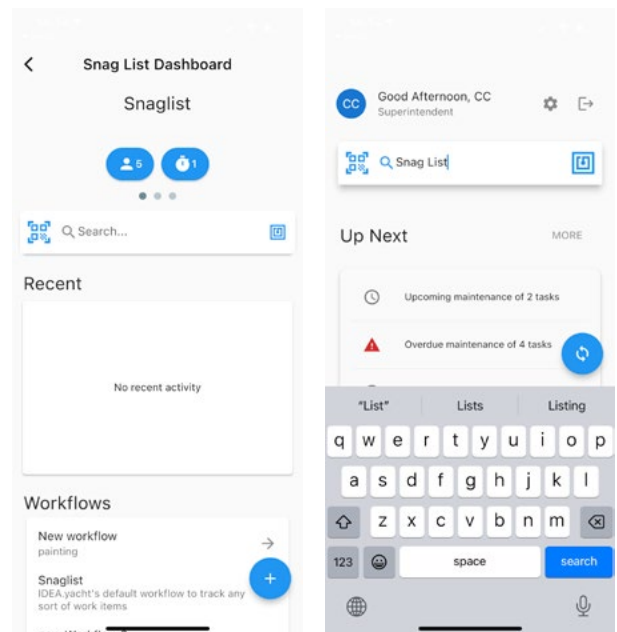 Snag List Dashboard
Snaglist
5
1
Search...
Recent
No recent activity
Workflows
New workflow
painting
Snaglist
IDEA.yacht's default workflow to track any
sort of work items
CC
Good Afternoon, CC
Superintendent
Snag List
Up Next
MORE
Upcoming maintenance of 2 tasks
Overdue maintenance of 4 tasks
"List"
Lists
Listing
q w e r t y u i o p
a s d f g h j k l
z x c v b n m
123
space
search